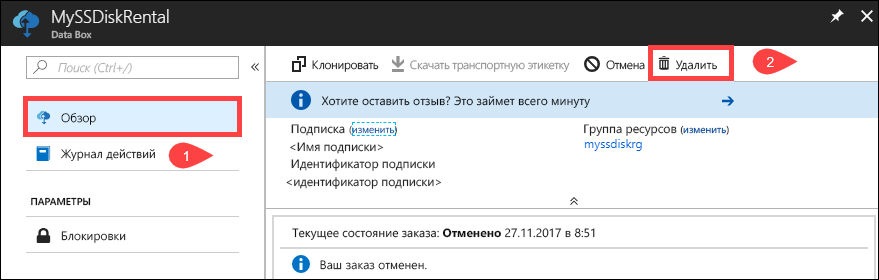 MySSDiskRental
Data Box
Поиск (Ctrl+/)
Обзор
Журнал действий
1
ПАРАМЕТРЫ
Блокировки
Клонировать
Скачать транспортную этикетку
Отмена
Удалить
2
Хотите оставить отзыв? Это займет всего минуту
Подписка (изменить)
<Имя подписки>
Идентификатор подписки
<идентификатор подписки>
Группа ресурсов (изменить)
myssdiskrg
Текущее состояние заказа: Отменено 27.11.2017 в 8:51
Ваш заказ отменен.